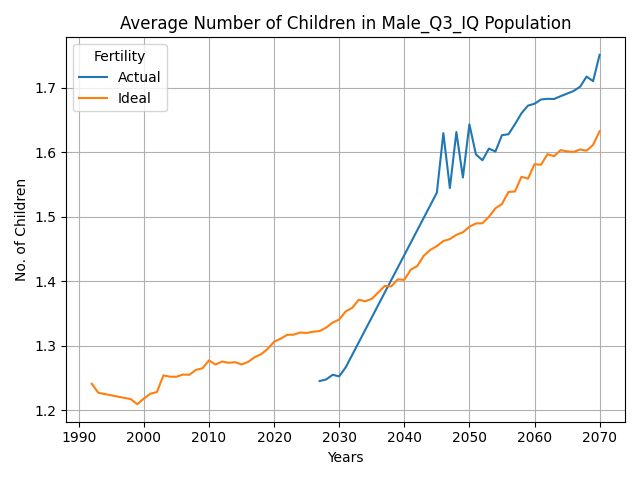 Average Number of Children in Male_Q3_IQ Population
Fertility
Actual
Ideal
No. of Children
1.7
1.6
1.5
1.4
1.3
1.2
1990 2000 2010 2020 2030 2040 2050 2060 2070
Years